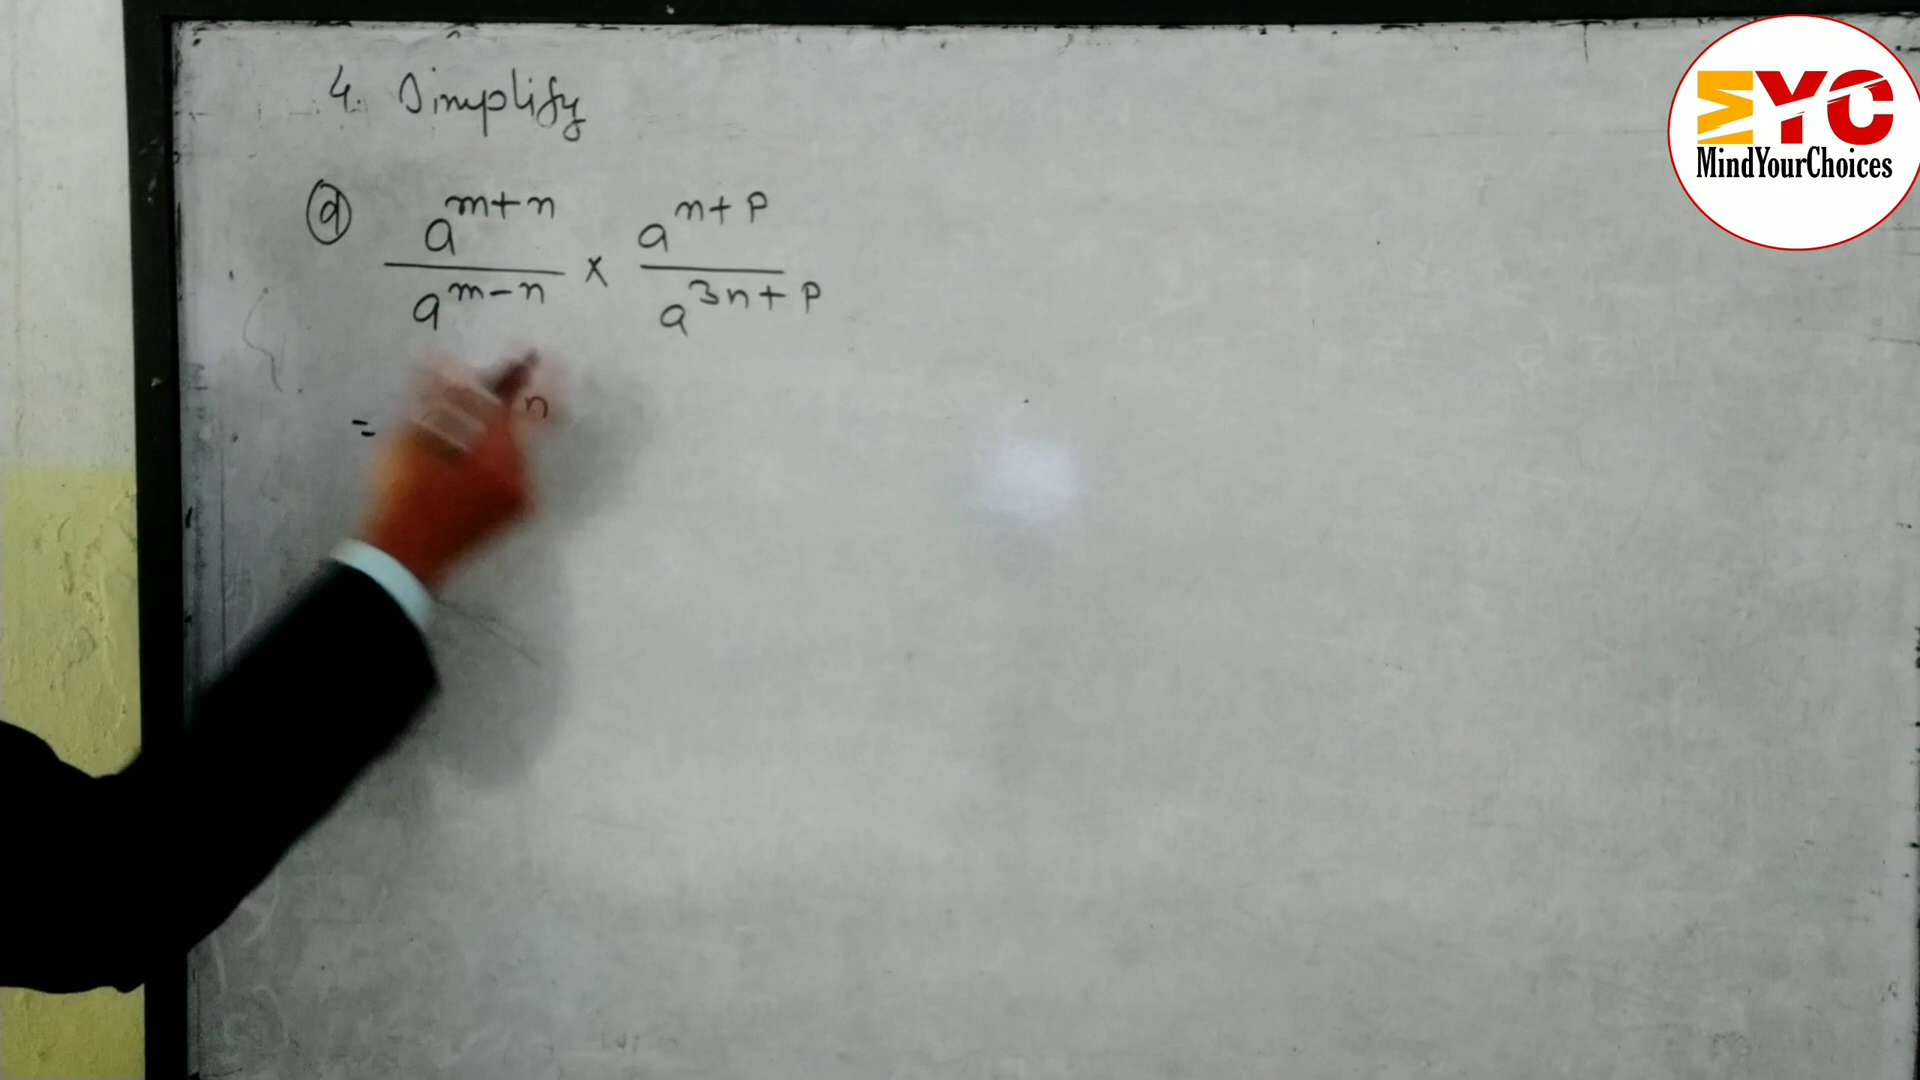 4. Simplify
ⓐ a^{m+n}/a^{m-n} × a^{n+p}/a^{3n+p}
= n
MYC
MindYourChoices